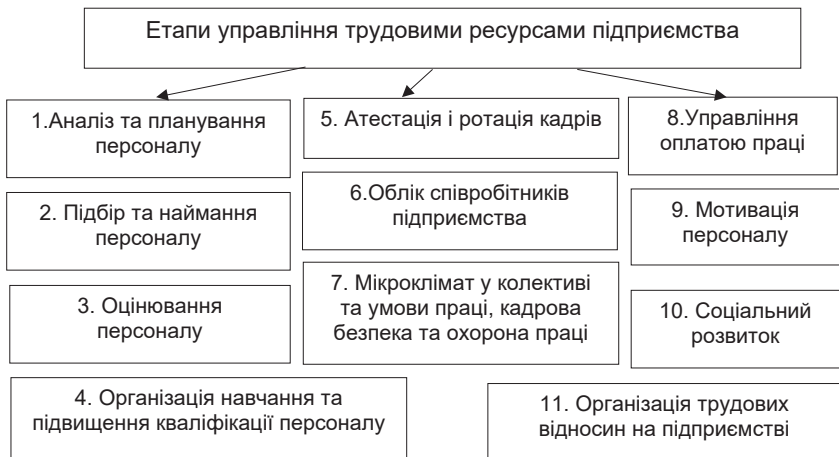 Етапи управління трудовими ресурсами підприємства
1.Аналіз та планування
персоналу
2. Підбір та наймання
персоналу
3. Оцінювання
персоналу
4. Організація навчання та
підвищення кваліфікації персоналу
5. Атестація і ротація кадрів
6.Облік співробітників
підприємства
7. Мікроклімат у колективі
та умови праці, кадрова
безпека та охорона праці
8.Управління
оплатою праці
9. Мотивація
персоналу
10. Соціальний
розвиток
11. Організація трудових
відносин на підприємстві